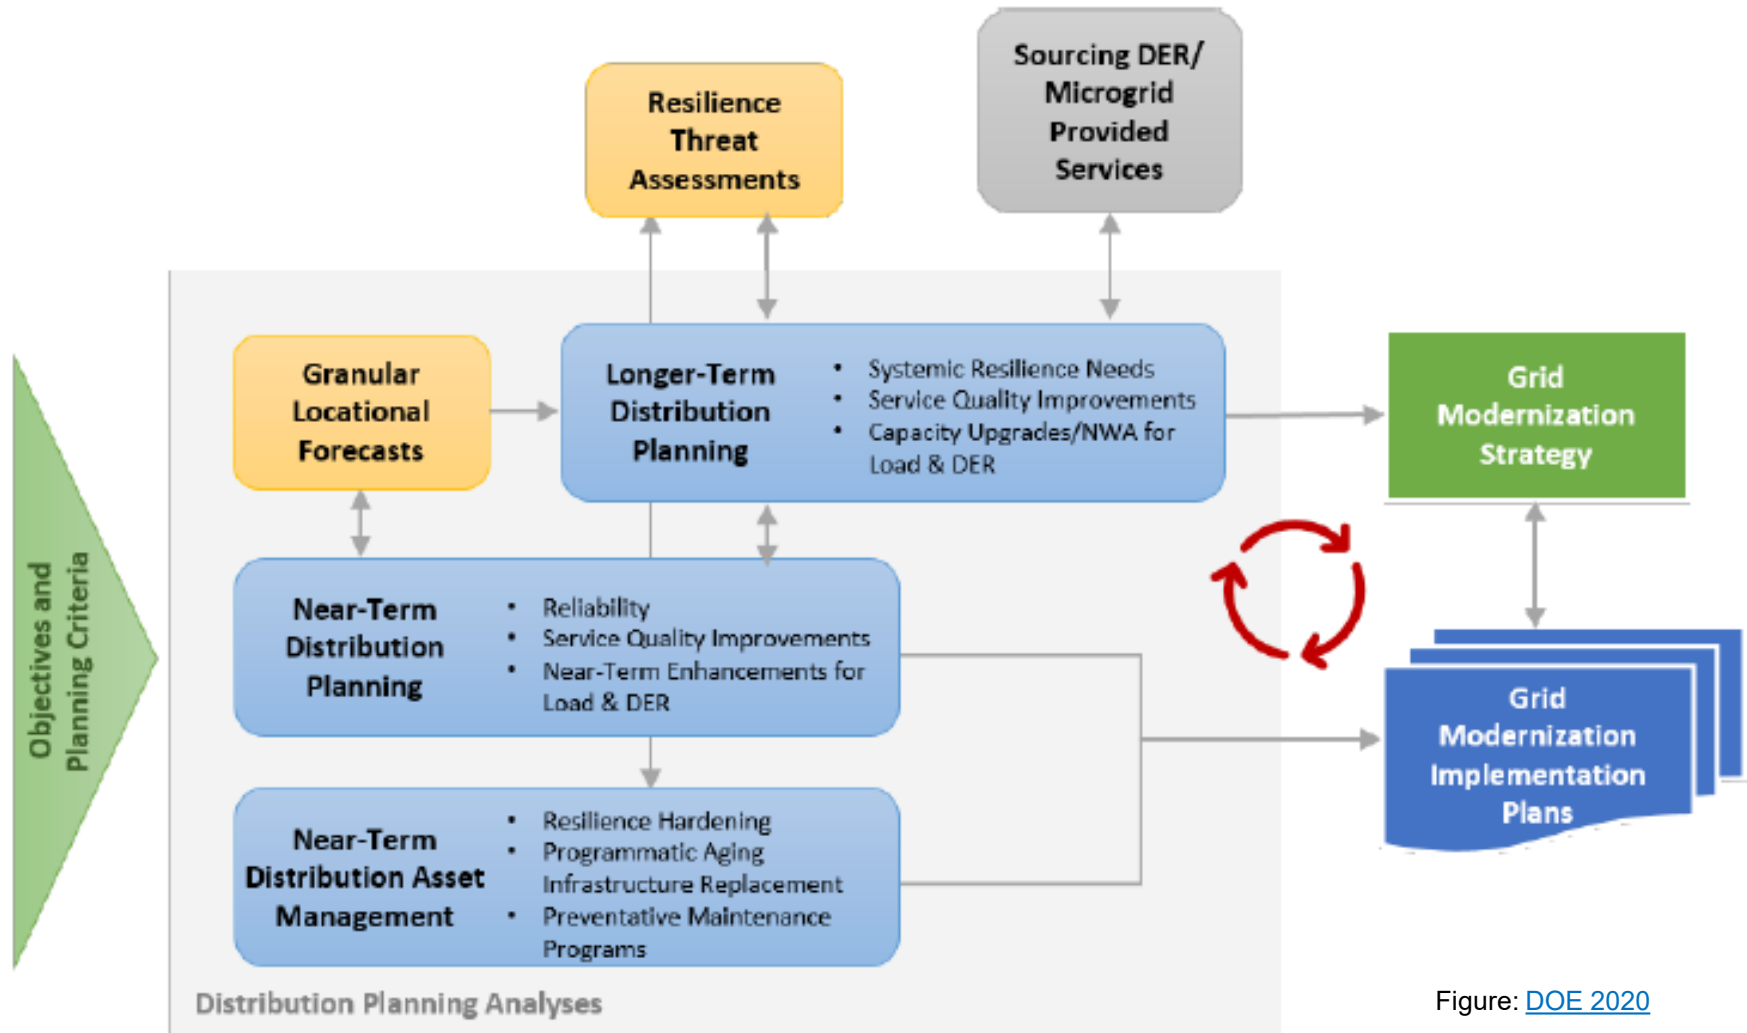 Sourcing DER/
Microgrid
Provided
Services
Resilience
Threat
Assessments
Granular
Locational
Forecasts
Longer-Term
Distribution
Planning
• Systemic Resilience Needs
• Service Quality Improvements
• Capacity Upgrades/NWA for
Load & DER
Grid
Modernization
Strategy
Objectives and
Planning Criteria
Near-Term
Distribution
Planning
• Reliability
• Service Quality Improvements
• Near-Term Enhancements for
Load & DER
Grid
Modernization
Implementation
Plans
Near-Term
Distribution Asset
Management
• Resilience Hardening
• Programmatic Aging
Infrastructure Replacement
• Preventative Maintenance
Programs
Distribution Planning Analyses
Figure: DOE 2020